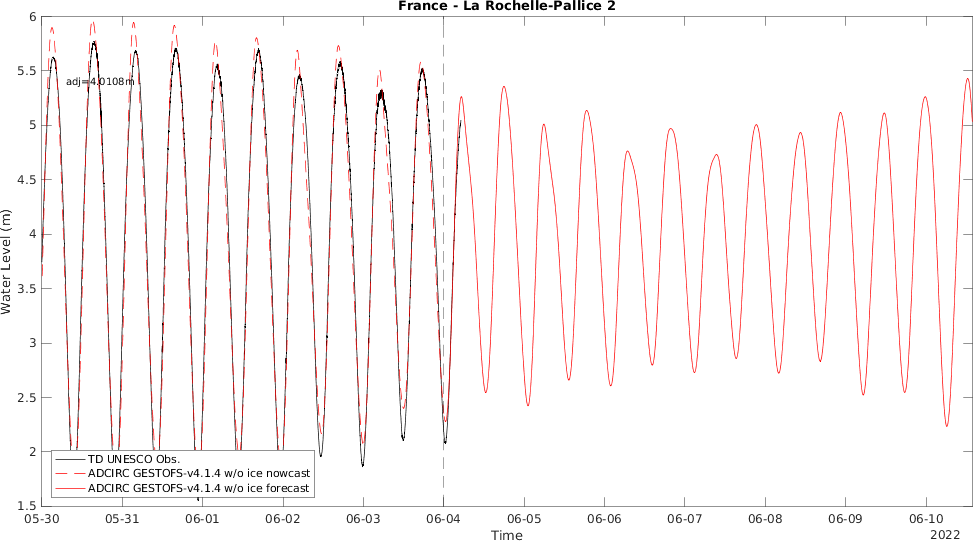 France - La Rochelle-Pallice 2
6
5.5
5
4.5
4
3.5
3
2.5
2
1.5
Water Level (m)
adj=4.0108m
TD UNESCO Obs.
ADCIRC GESTOFS-v4.1.4 w/o ice nowcast
ADCIRC GESTOFS-v4.1.4 w/o ice forecast
05-30 05-31 06-01 06-02 06-03 06-04 06-05 06-06 06-07 06-08 06-09 06-10
Time
2022